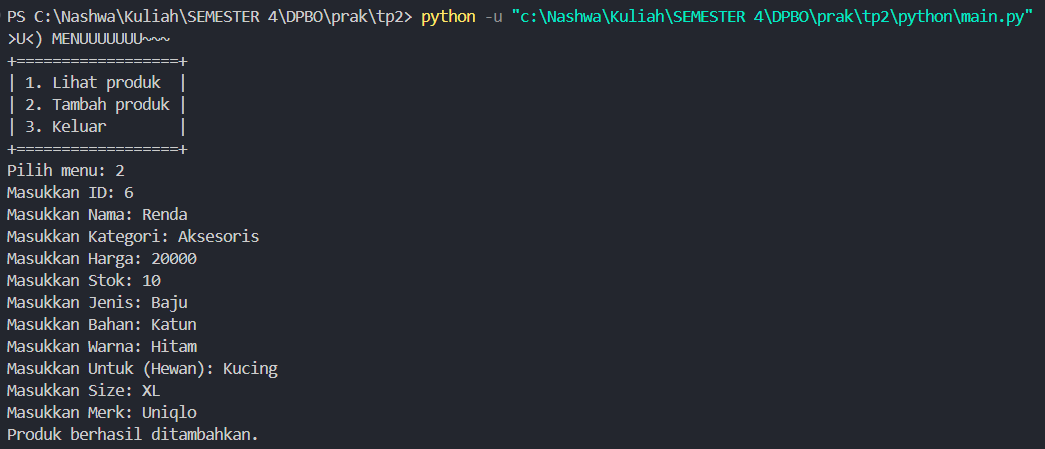 PS C:\Nashwa\Kuliah\SEMESTER 4\DPBO\prak\tp2> python -u "c:\Nashwa\Kuliah\SEMESTER 4\DPBO\prak\tp2\python\main.py"
>U<) MENUUUUUUU~~~
+==================+
| 1. Lihat produk  |
| 2. Tambah produk |
| 3. Keluar        |
+==================+
Pilih menu: 2
Masukkan ID: 6
Masukkan Nama: Renda
Masukkan Kategori: Aksesoris
Masukkan Harga: 20000
Masukkan Stok: 10
Masukkan Jenis: Baju
Masukkan Bahan: Katun
Masukkan Warna: Hitam
Masukkan Untuk (Hewan): Kucing
Masukkan Size: XL
Masukkan Merk: Uniqlo
Produk berhasil ditambahkan.